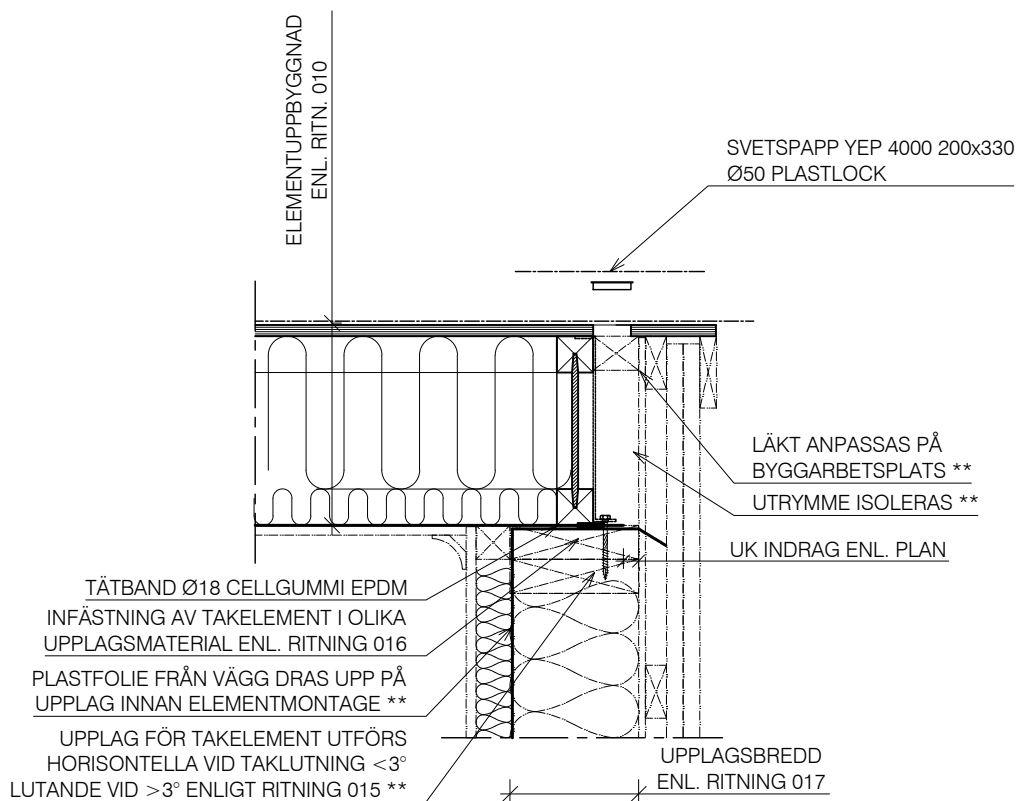 ELEMENTUPPBYGGNAD
ENL. RITN. 010
SVETSPAPP YEP 4000 200x330
Ø50 PLASTLOCK
LÄKT ANPASSAS PÅ
BYGGARBETSPLATS **
UTRYMME ISOLERAS **
UK INDRAG ENL. PLAN
TÄTBAND Ø18 CELLGUMMI EPDM
INFÄSTNING AV TAKELEMENT I OLIKA
UPPLAGSMATERIAL ENL. RITNING 016
PLASTFOLIE FRÅN VÄGG DRAS UPP PÅ
UPPLAG INNAN ELEMENTMONTAGE **
UPPLAG FÖR TAKELEMENT UTFÖRS
HORISONTELLA VID TAKLUTNING <3°
LUTANDE VID >3° ENLIGT RITNING 015 **
UPPLAGSBREDD
ENL. RITNING 017